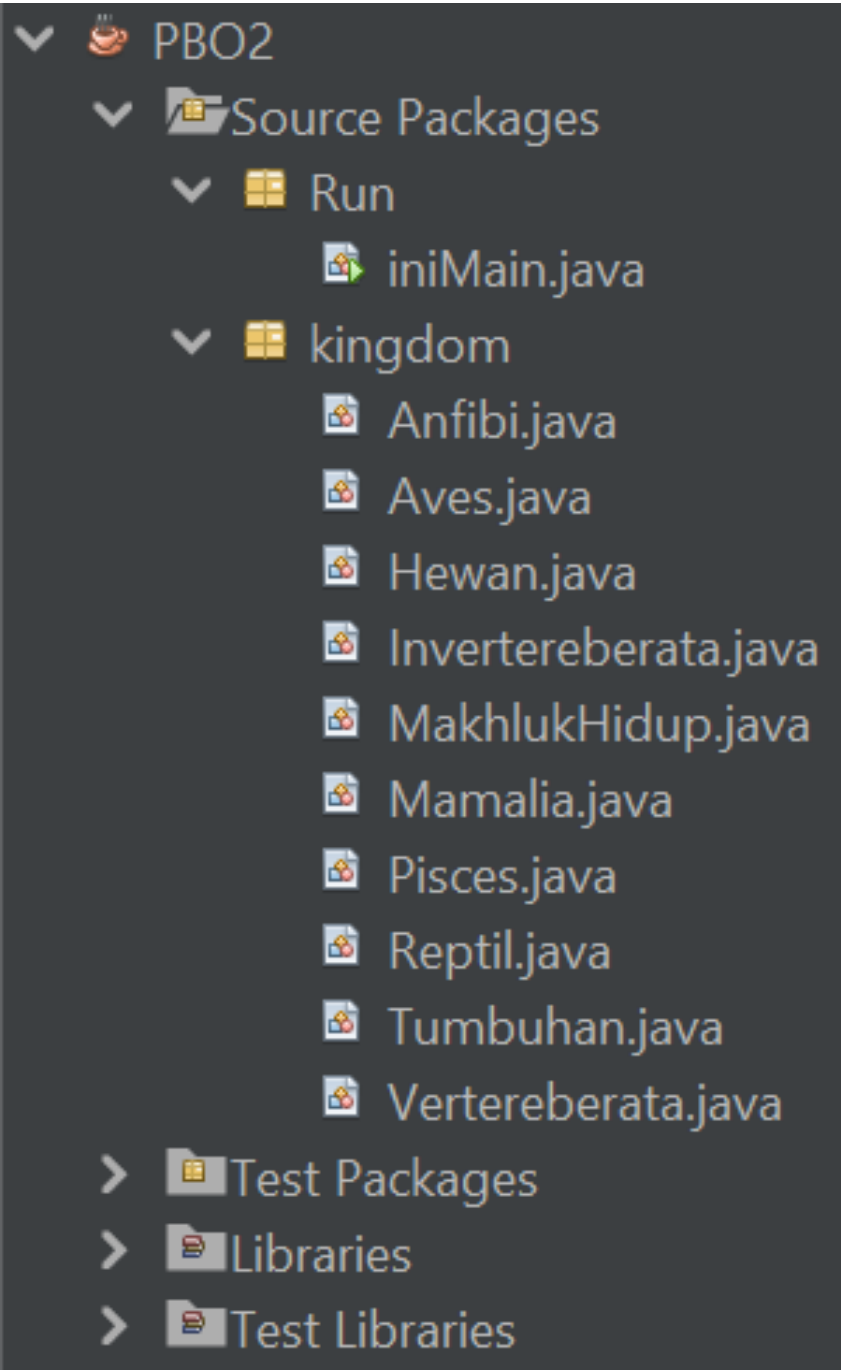 PBO2
Source Packages
Run
iniMain.java
kingdom
Anfibi.java
Aves.java
Hewan.java
Invertereberata.java
MakhlukHidup.java
Mamalia.java
Pisces.java
Reptil.java
Tumbuhan.java
Vertereberata.java
Test Packages
Libraries
Test Libraries